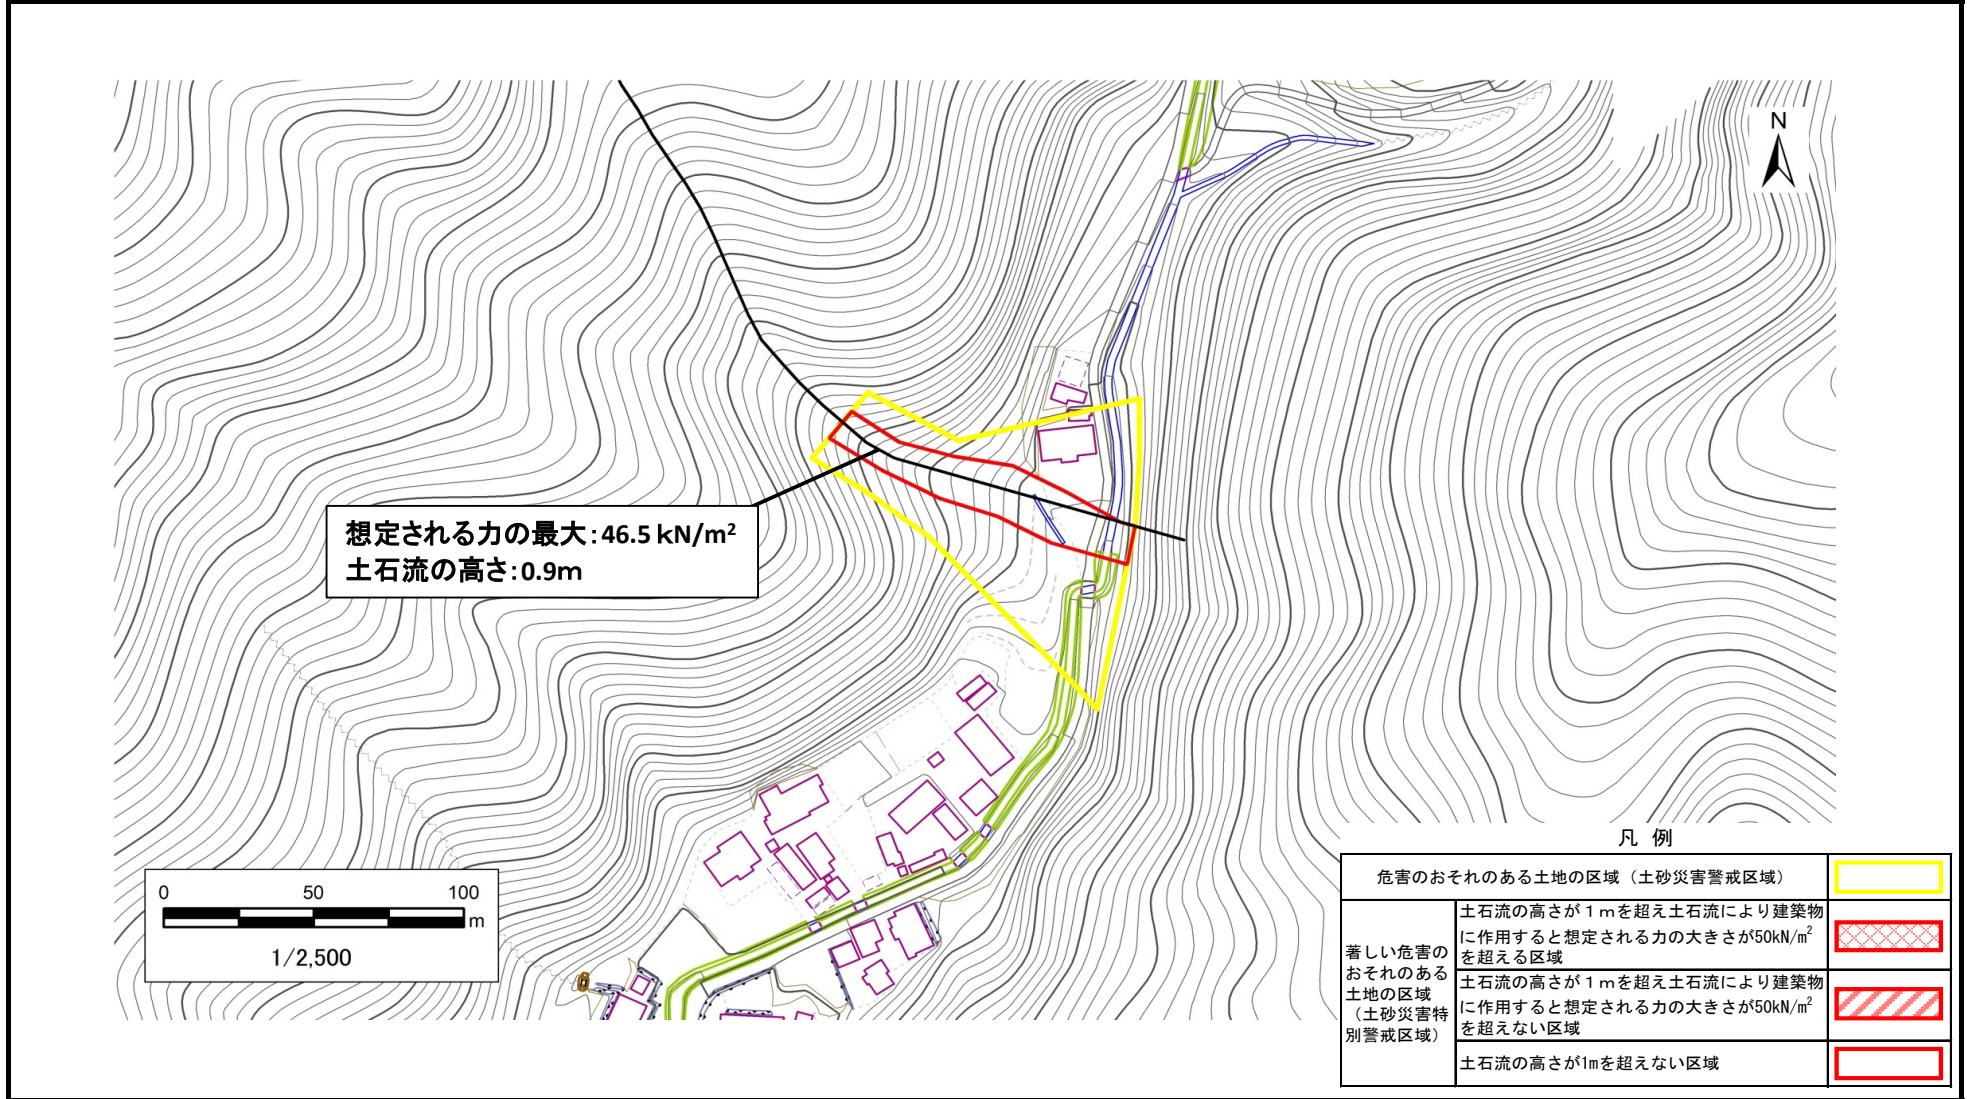 N
想定される力の最大:46.5 kN/m²
土石流の高さ:0.9m
0 50 100
m
1/2,500
凡 例
危害のおそれのある土地の区域（土砂災害警戒区域）
著しい危害の
おそれのある
土地の区域
（土砂災害特
別警戒区域）
土石流の高さが１ｍを超え土石流により建築物
に作用すると想定される力の大きさが50kN/m²
を超える区域
土石流の高さが１ｍを超え土石流により建築物
に作用すると想定される力の大きさが50kN/m²
を超えない区域
土石流の高さが1mを超えない区域